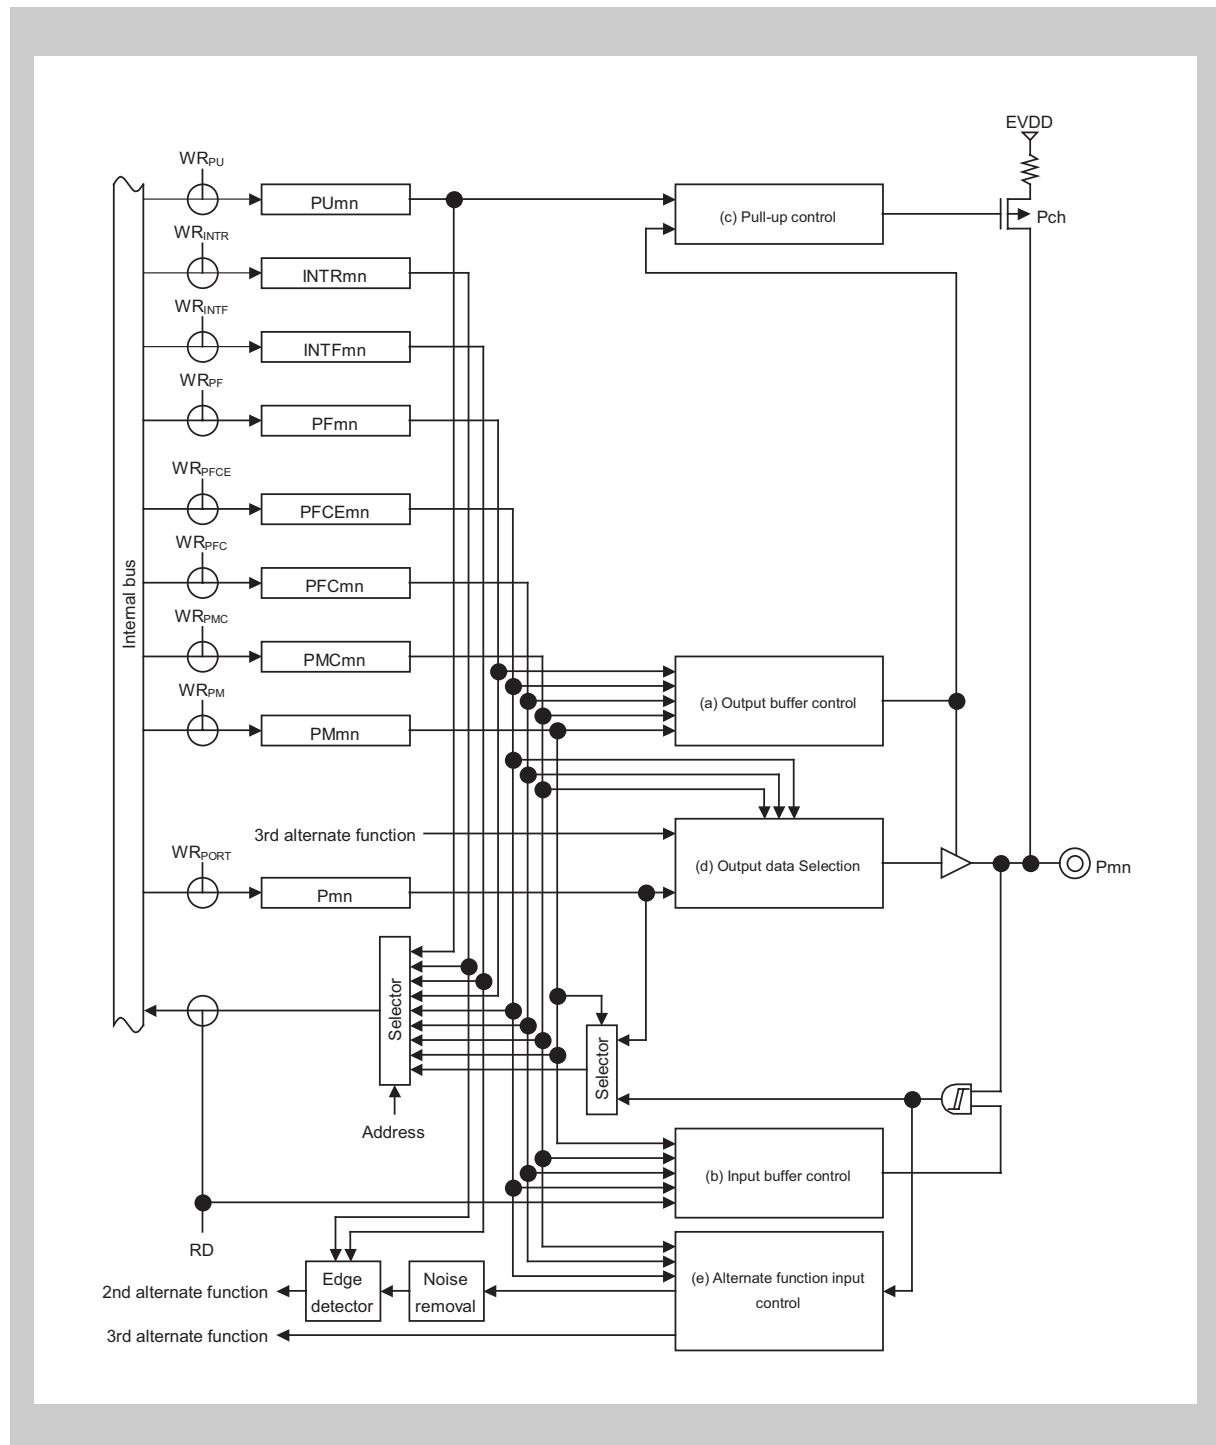 EVDD
WRPU
PUmn
(c) Pull-up control
Pch
WRINTR
INTRmn
WRINTF
INTFmn
WRPF
PFmn
WRPFCE
PFCEmn
WRPFC
PFCmn
Internal bus
WRPMC
PMCmn
WRPM
PMmn
(a) Output buffer control
3rd alternate function
WRPORT
Pmn
(d) Output data Selection
Pmn
Selector
Selector
Address
(b) Input buffer control
RD
Edge
detector
Noise
removal
(e) Alternate function input
control
2nd alternate function
3rd alternate function